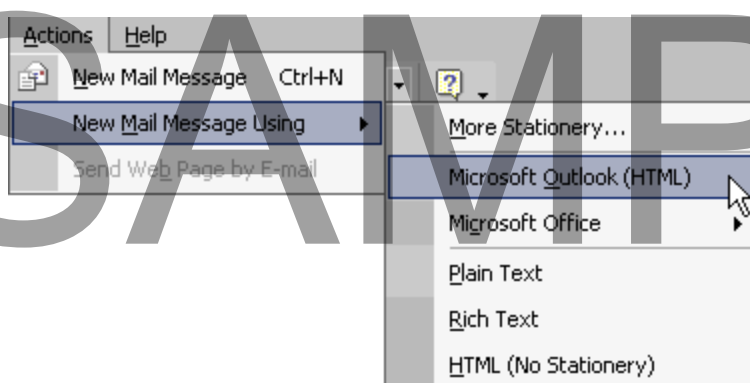 Actions Help
New Mail Message Ctrl+N
New Mail Message Using
Send Web Page by E-mail
More Stationery...
Microsoft Outlook (HTML)
Microsoft Office
Plain Text
Rich Text
HTML (No Stationery)
SAMP